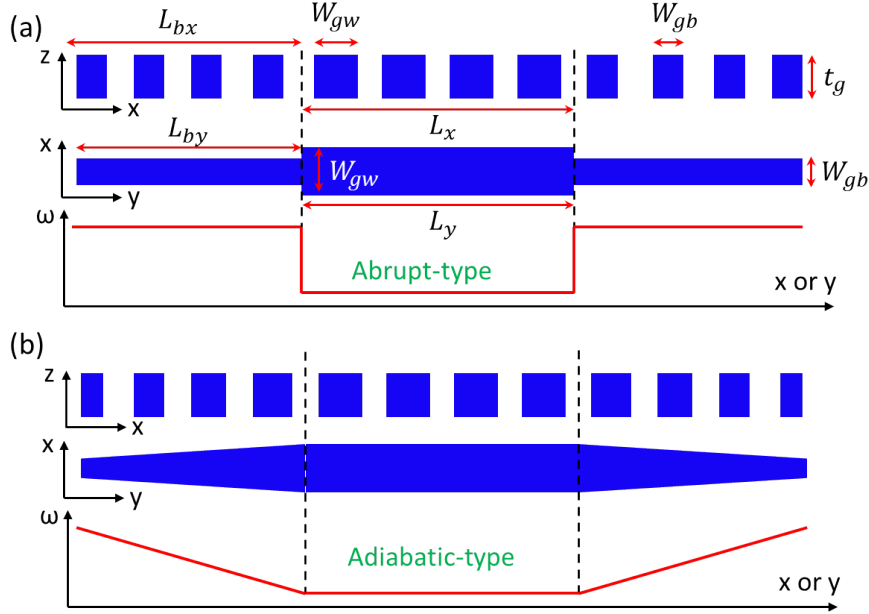 (a)
L_bx
W_gw
W_gb
z
x
t_g
L_x
x
y
L_by
W_gw
W_gb
L_y
ω
Abrupt-type
x or y
(b)
z
x
x
y
ω
Adiabatic-type
x or y